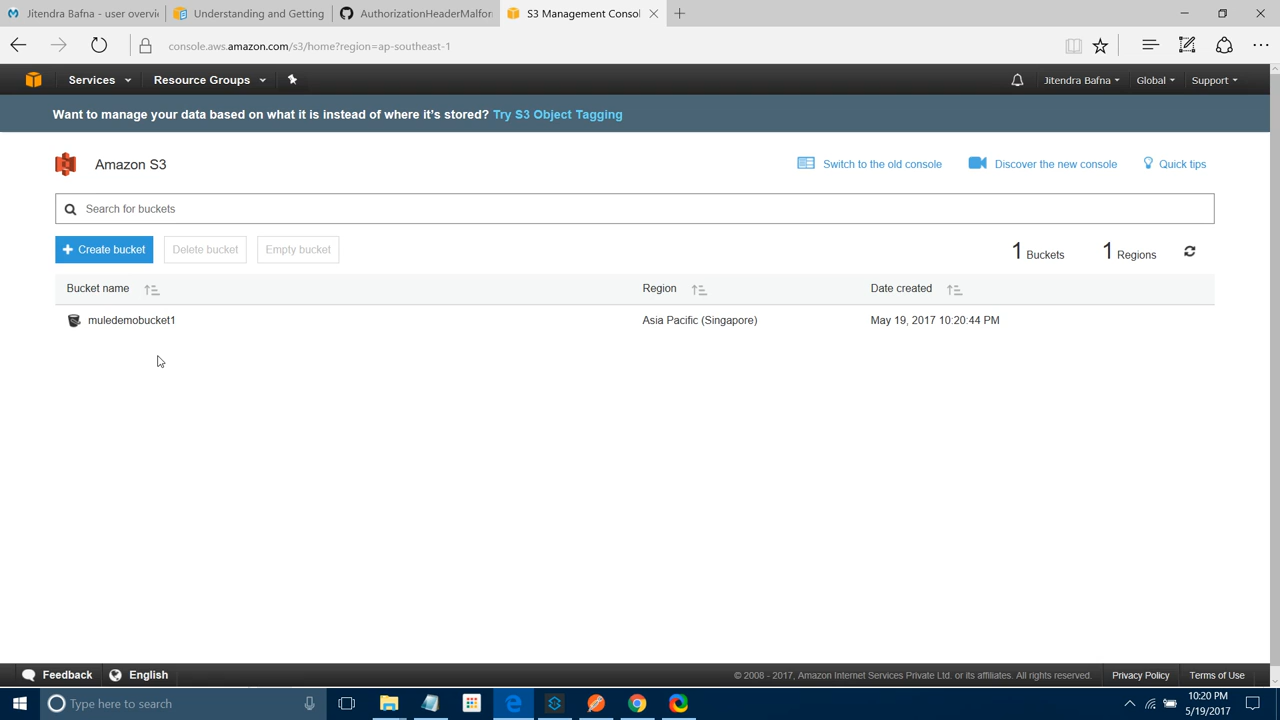 Jitendra Bafna - user overvi
Understanding and Getting
AuthorizationHeaderMalfor
S3 Management Consol
console.aws.amazon.com/s3/home?region=ap-southeast-1
Services
Resource Groups
Jitendra Bafna
Global
Support
Want to manage your data based on what it is instead of where it's stored? Try S3 Object Tagging
Amazon S3
Switch to the old console
Discover the new console
Quick tips
Search for buckets
+ Create bucket
Delete bucket
Empty bucket
1 Buckets
1 Regions
Bucket name
Region
Date created
muledemobucket1
Asia Pacific (Singapore)
May 19, 2017 10:20:44 PM
Feedback
English
© 2008 - 2017, Amazon Internet Services Private Ltd. or its affiliates. All rights reserved.
Privacy Policy
Terms of Use
Type here to search
10:20 PM
5/19/2017